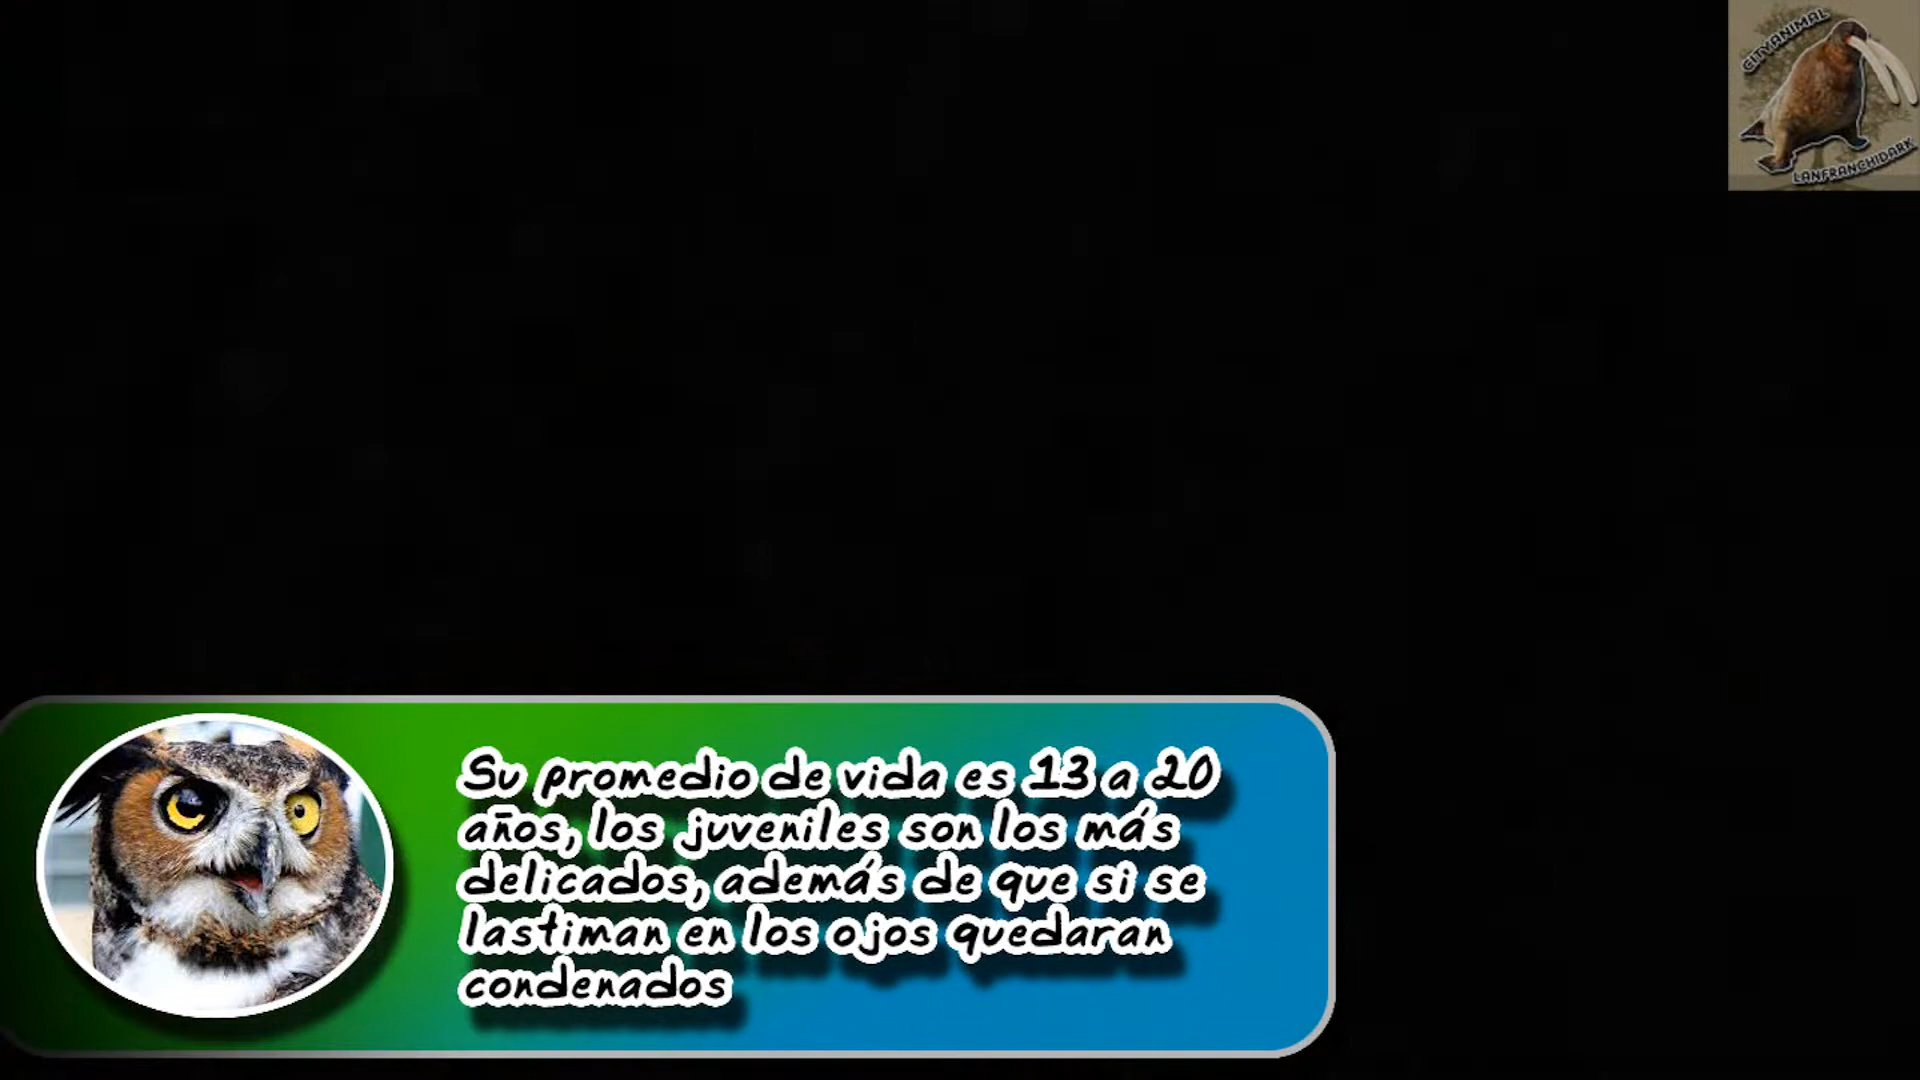 CITYANIMAL
LANFRANCHIDARK
Su promedio de vida es 13 a 20
años, los juveniles son los más
delicados, además de que si se
lastiman en los ojos quedaran
condenados